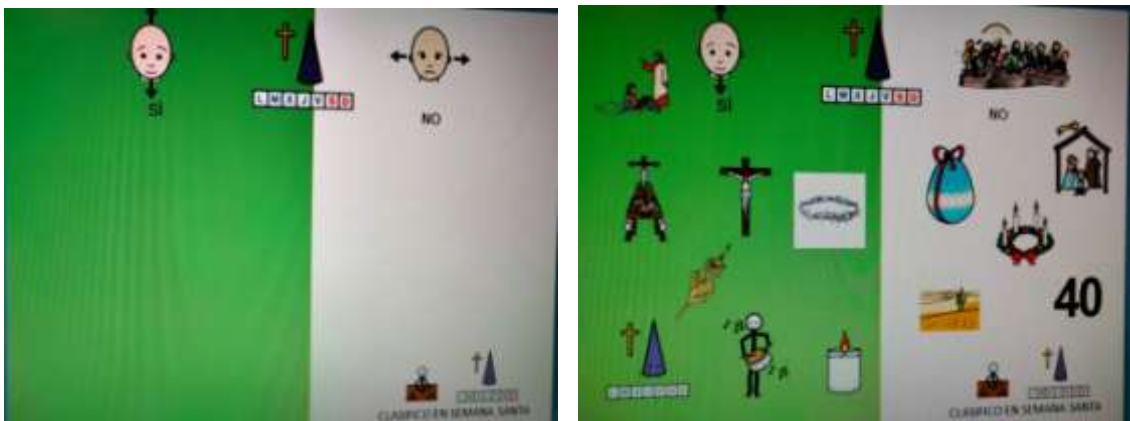 L M X J V S D
SÍ
NO
CLASIFICO EN SEMANA SANTA
L M X J V S D
SÍ
NO
40
CLASIFICO EN SEMANA SANTA